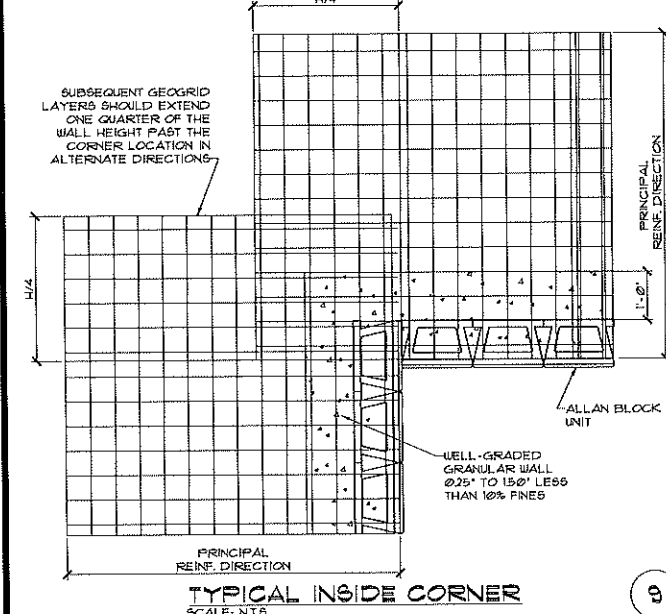 H/4
SUBSEQUENT GEOGRID
LAYERS SHOULD EXTEND
ONE QUARTER OF THE
WALL HEIGHT PAST THE
CORNER LOCATION IN
ALTERNATE DIRECTIONS
PRINCIPAL
REINF. DIRECTION
H/4
1'-0"
ALLAN BLOCK
UNIT
WELL-GRADED
GRANULAR WALL
0.25" TO 1.50" LESS
THAN 10% FINES
PRINCIPAL
REINF. DIRECTION
TYPICAL INSIDE CORNER
SCALE: NTS